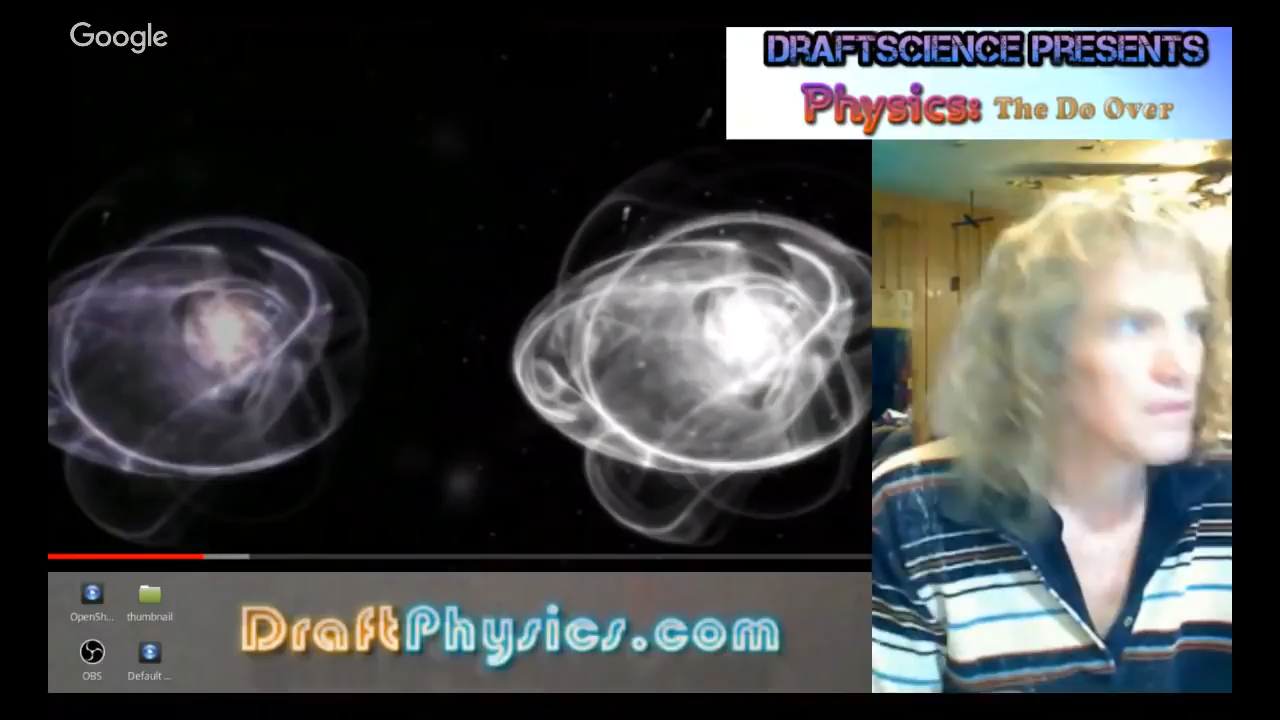 Google
DRAFTSCIENCE PRESENTS
Physics: The Do Over
OpenSh... thumbnail
DraftPhysics.com
OBS Default ...